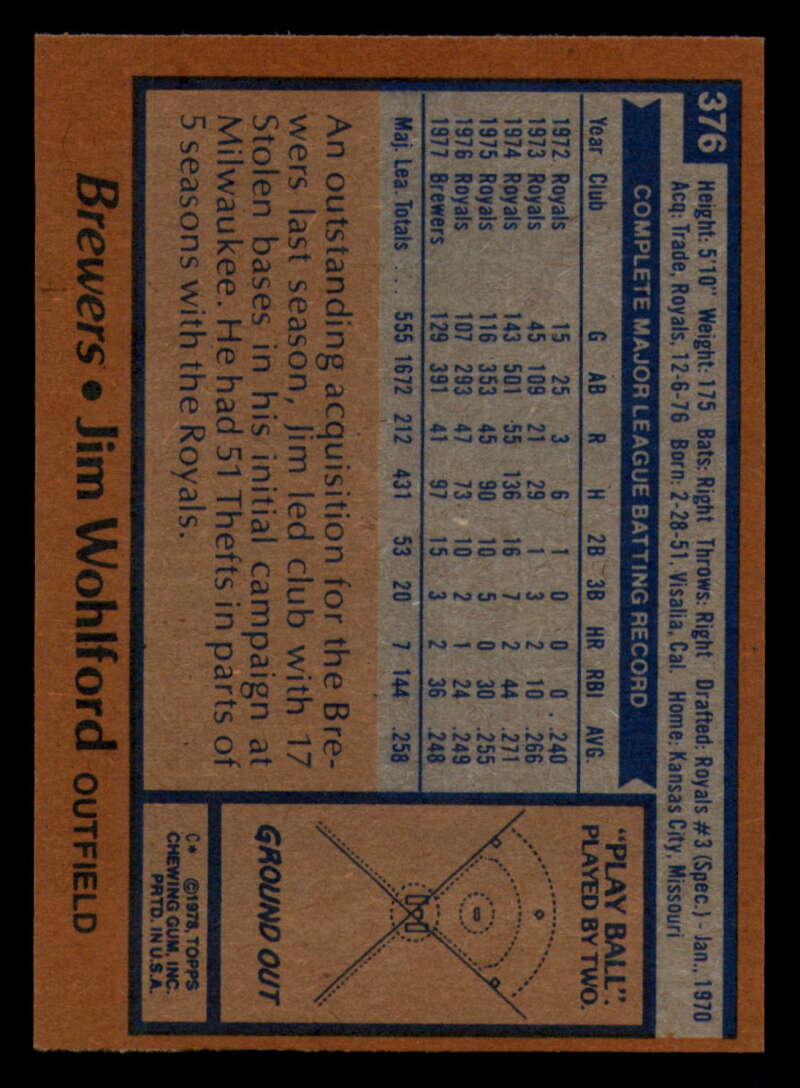 376
Height: 5'10" Weight: 175 Bats: Right Throws: Right Drafted: Royals #3 (Spec.) - Jan., 1970
Acq: Trade, Royals, 12-6-76 Born: 2-28-51, Visalia, Cal. Home: Kansas City, Missouri
COMPLETE MAJOR LEAGUE BATTING RECORD
Year Club G AB R H 2B 3B HR RBI AVG.
1972 Royals 15 25 3 6 1 0 0 0 .240
1973 Royals 45 109 21 29 1 3 2 10 .266
1974 Royals 143 501 55 136 16 7 2 44 .271
1975 Royals 116 353 45 90 10 5 0 30 .255
1976 Royals 107 293 47 73 10 2 1 24 .249
1977 Brewers 129 391 41 97 15 3 2 36 .248
Maj. Lea. Totals .... 555 1672 212 431 53 20 7 144 .258
An outstanding acquisition for the Bre-
wers last season, Jim led club with 17
Stolen bases in his initial campaign at
Milwaukee. He had 51 Thefts in parts of
5 seasons with the Royals.
"PLAY BALL".
PLAYED BY TWO.
GROUND OUT
C* ©1978, TOPPS
CHEWING GUM, INC.
PRTD. IN U.S.A.
Brewers • Jim Wohlford OUTFIELD